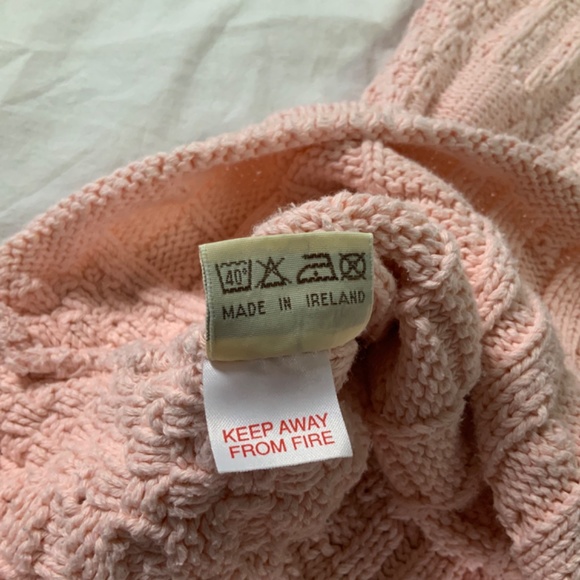 40°
MADE IN IRELAND
KEEP AWAY
FROM FIRE